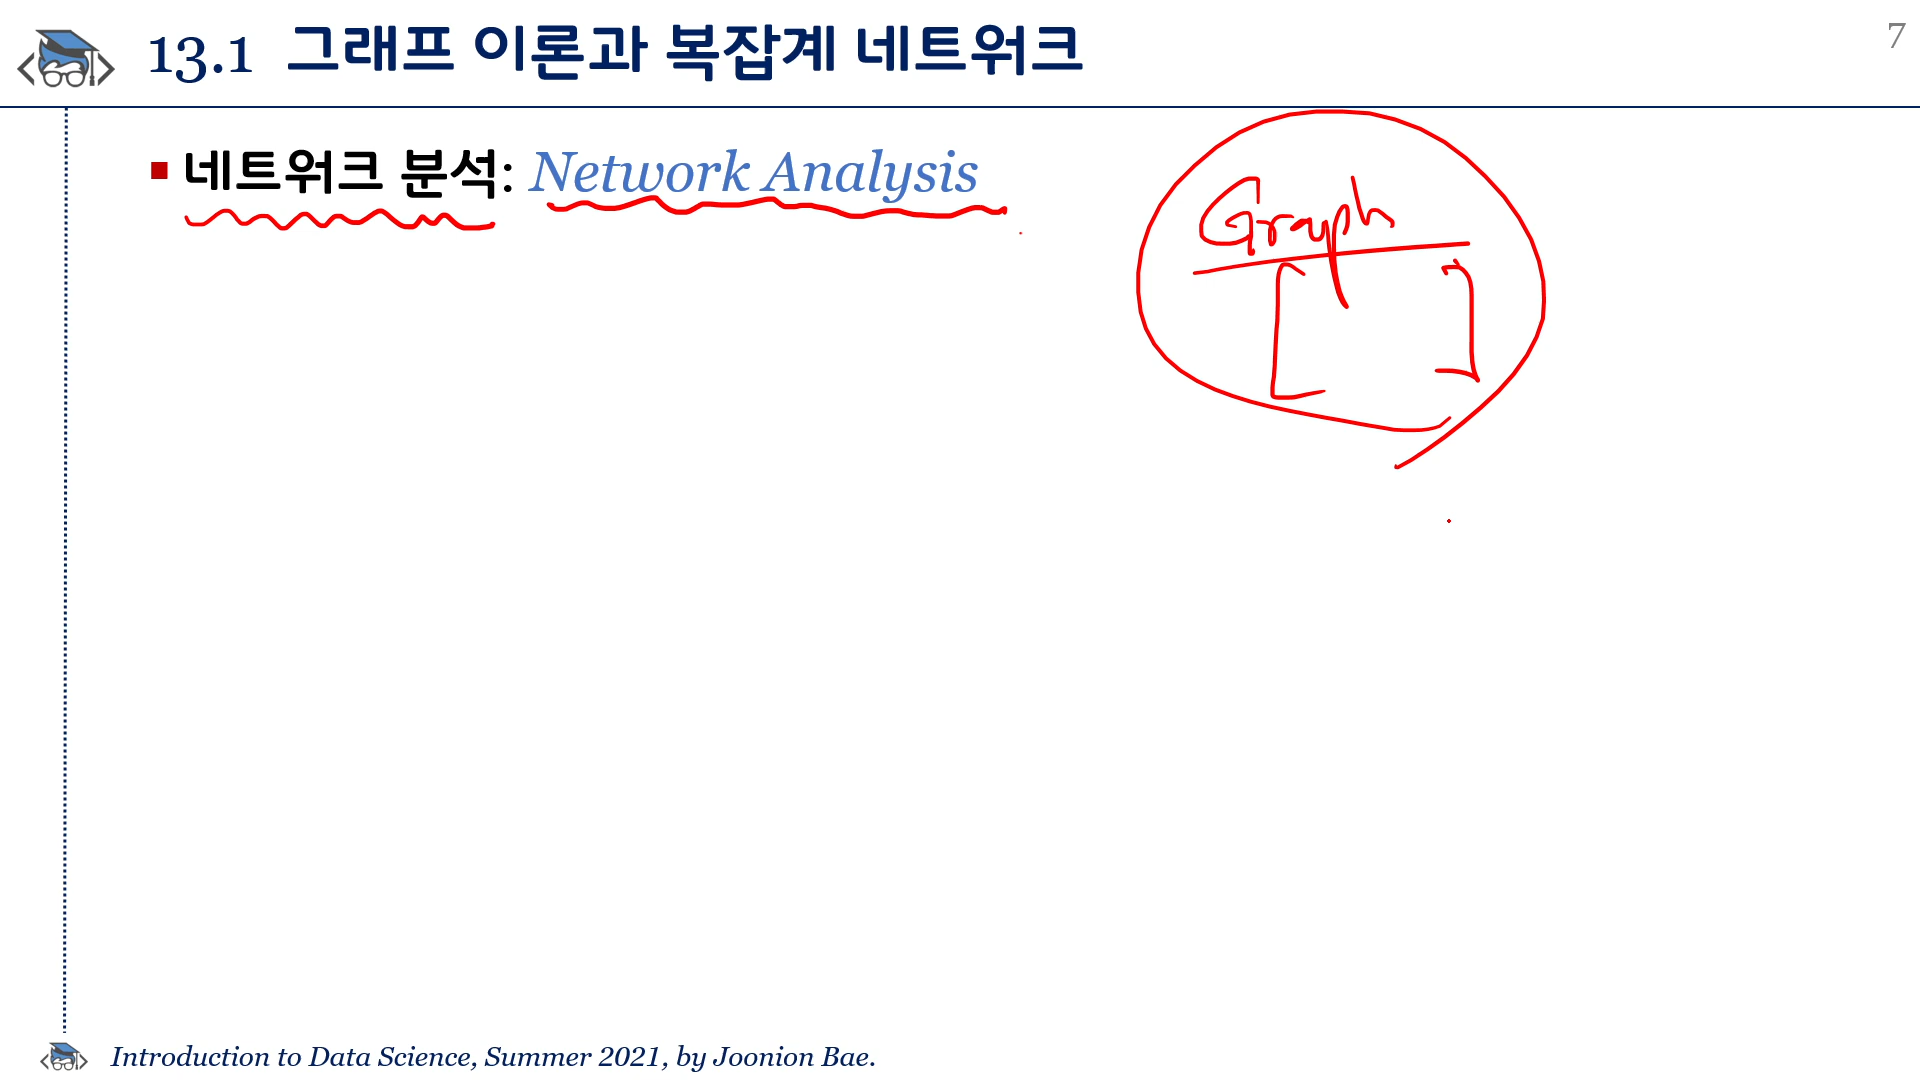 13.1 그래프 이론과 복잡계 네트워크
7
네트워크 분석: Network Analysis
Graph
Introduction to Data Science, Summer 2021, by Joonion Bae.